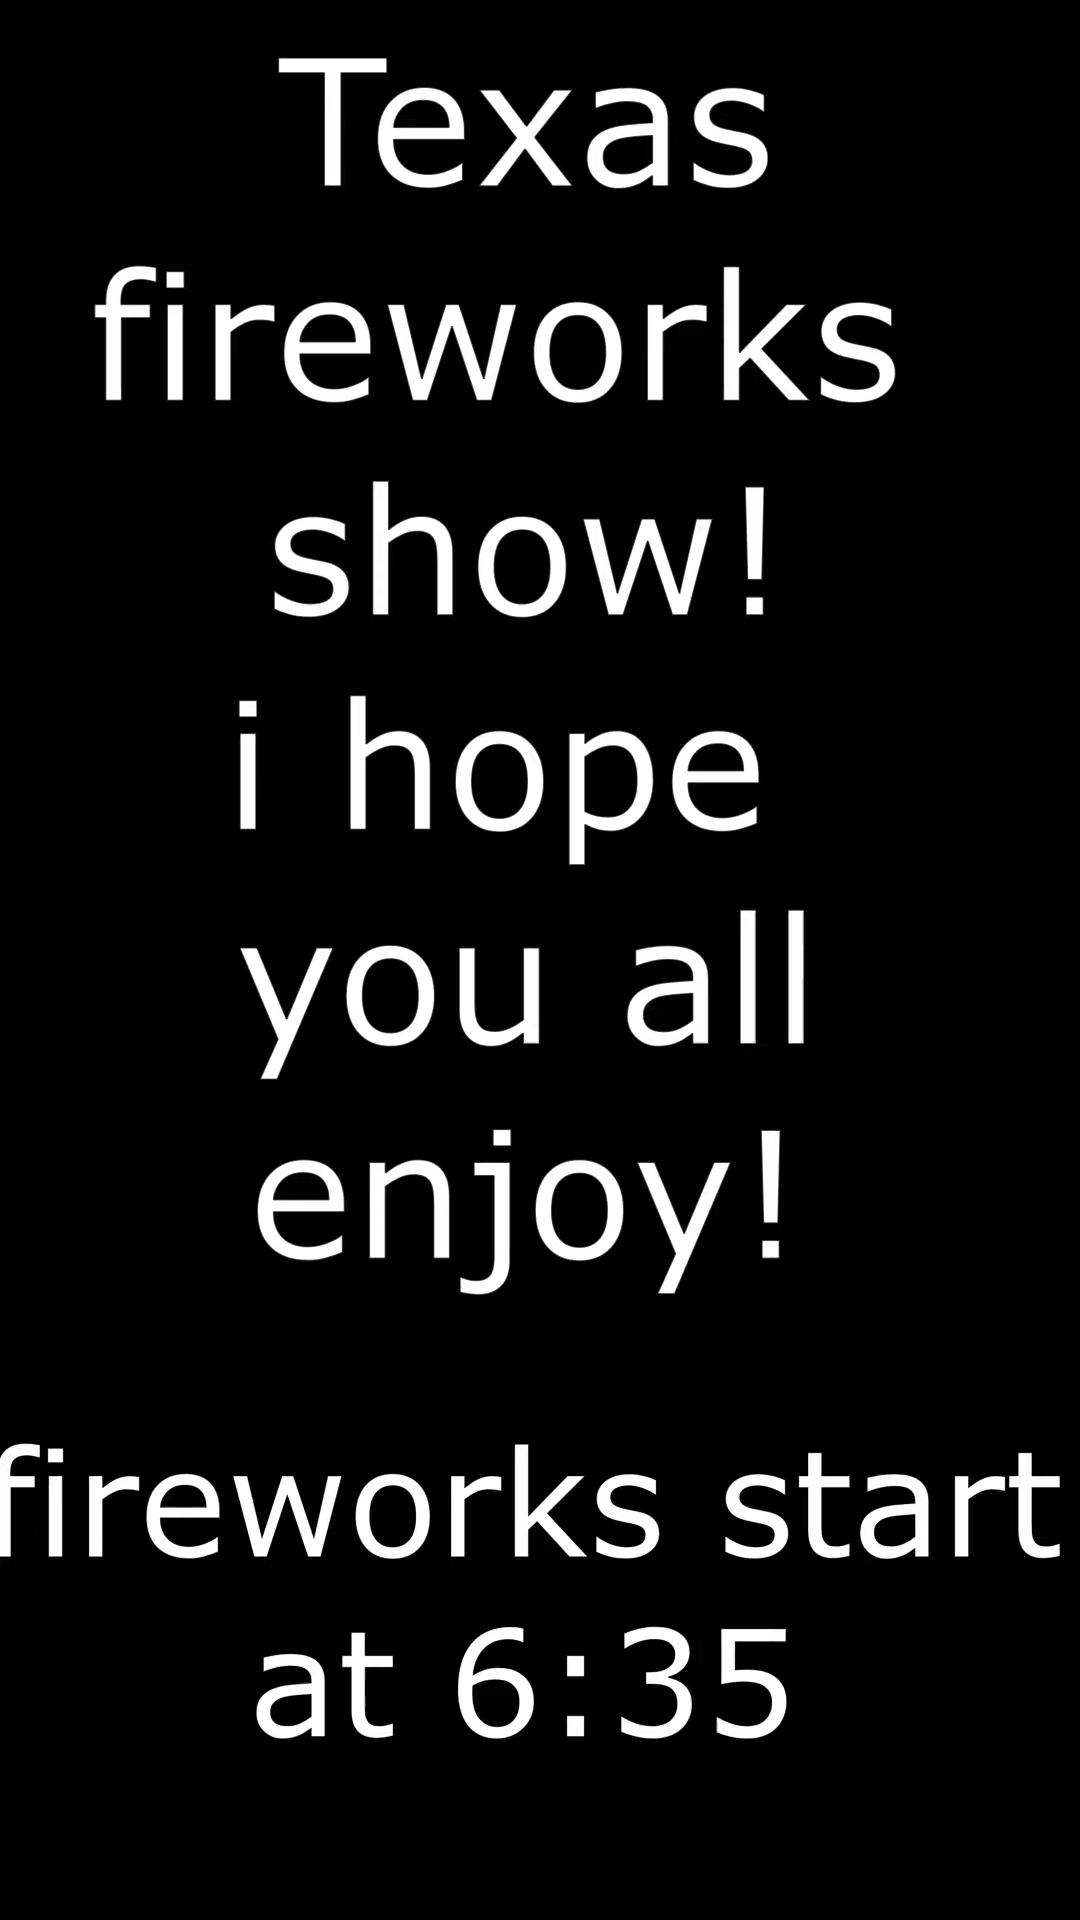 Texas
fireworks
show!
i hope
you all
enjoy!
fireworks start
at 6:35